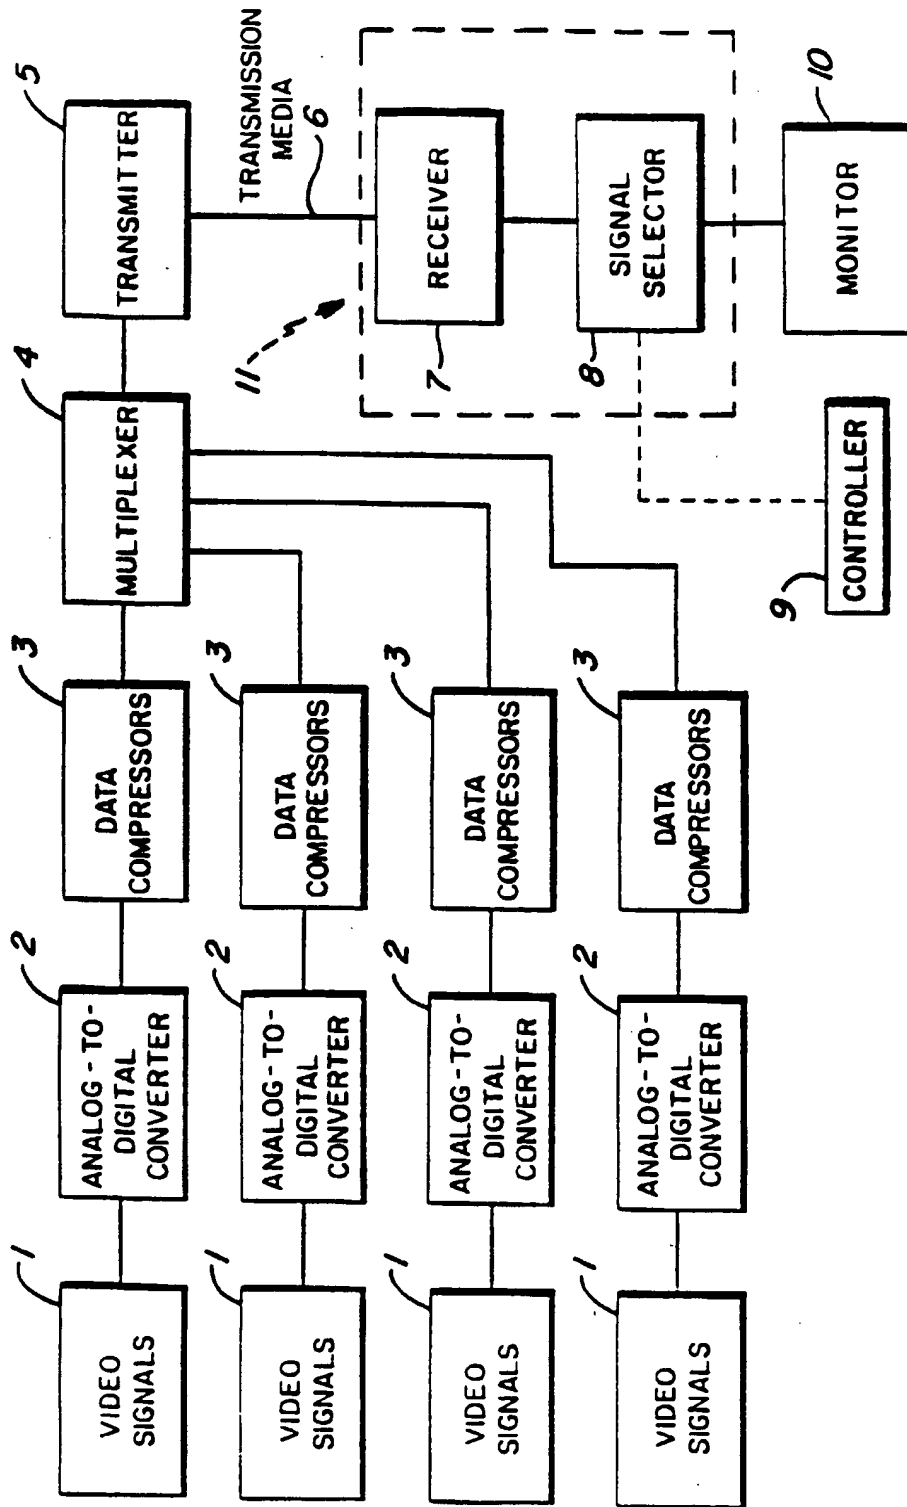 1
VIDEO
SIGNALS
2
ANALOG-TO-
DIGITAL
CONVERTER
3
DATA
COMPRESSORS
4
MULTIPLEXER
5
TRANSMITTER
1
VIDEO
SIGNALS
2
ANALOG-TO-
DIGITAL
CONVERTER
3
DATA
COMPRESSORS
TRANSMISSION
MEDIA
6
1
VIDEO
SIGNALS
2
ANALOG-TO-
DIGITAL
CONVERTER
3
DATA
COMPRESSORS
11
7
RECEIVER
1
VIDEO
SIGNALS
2
ANALOG-TO-
DIGITAL
CONVERTER
3
DATA
COMPRESSORS
8
SIGNAL
SELECTOR
9
CONTROLLER
10
MONITOR